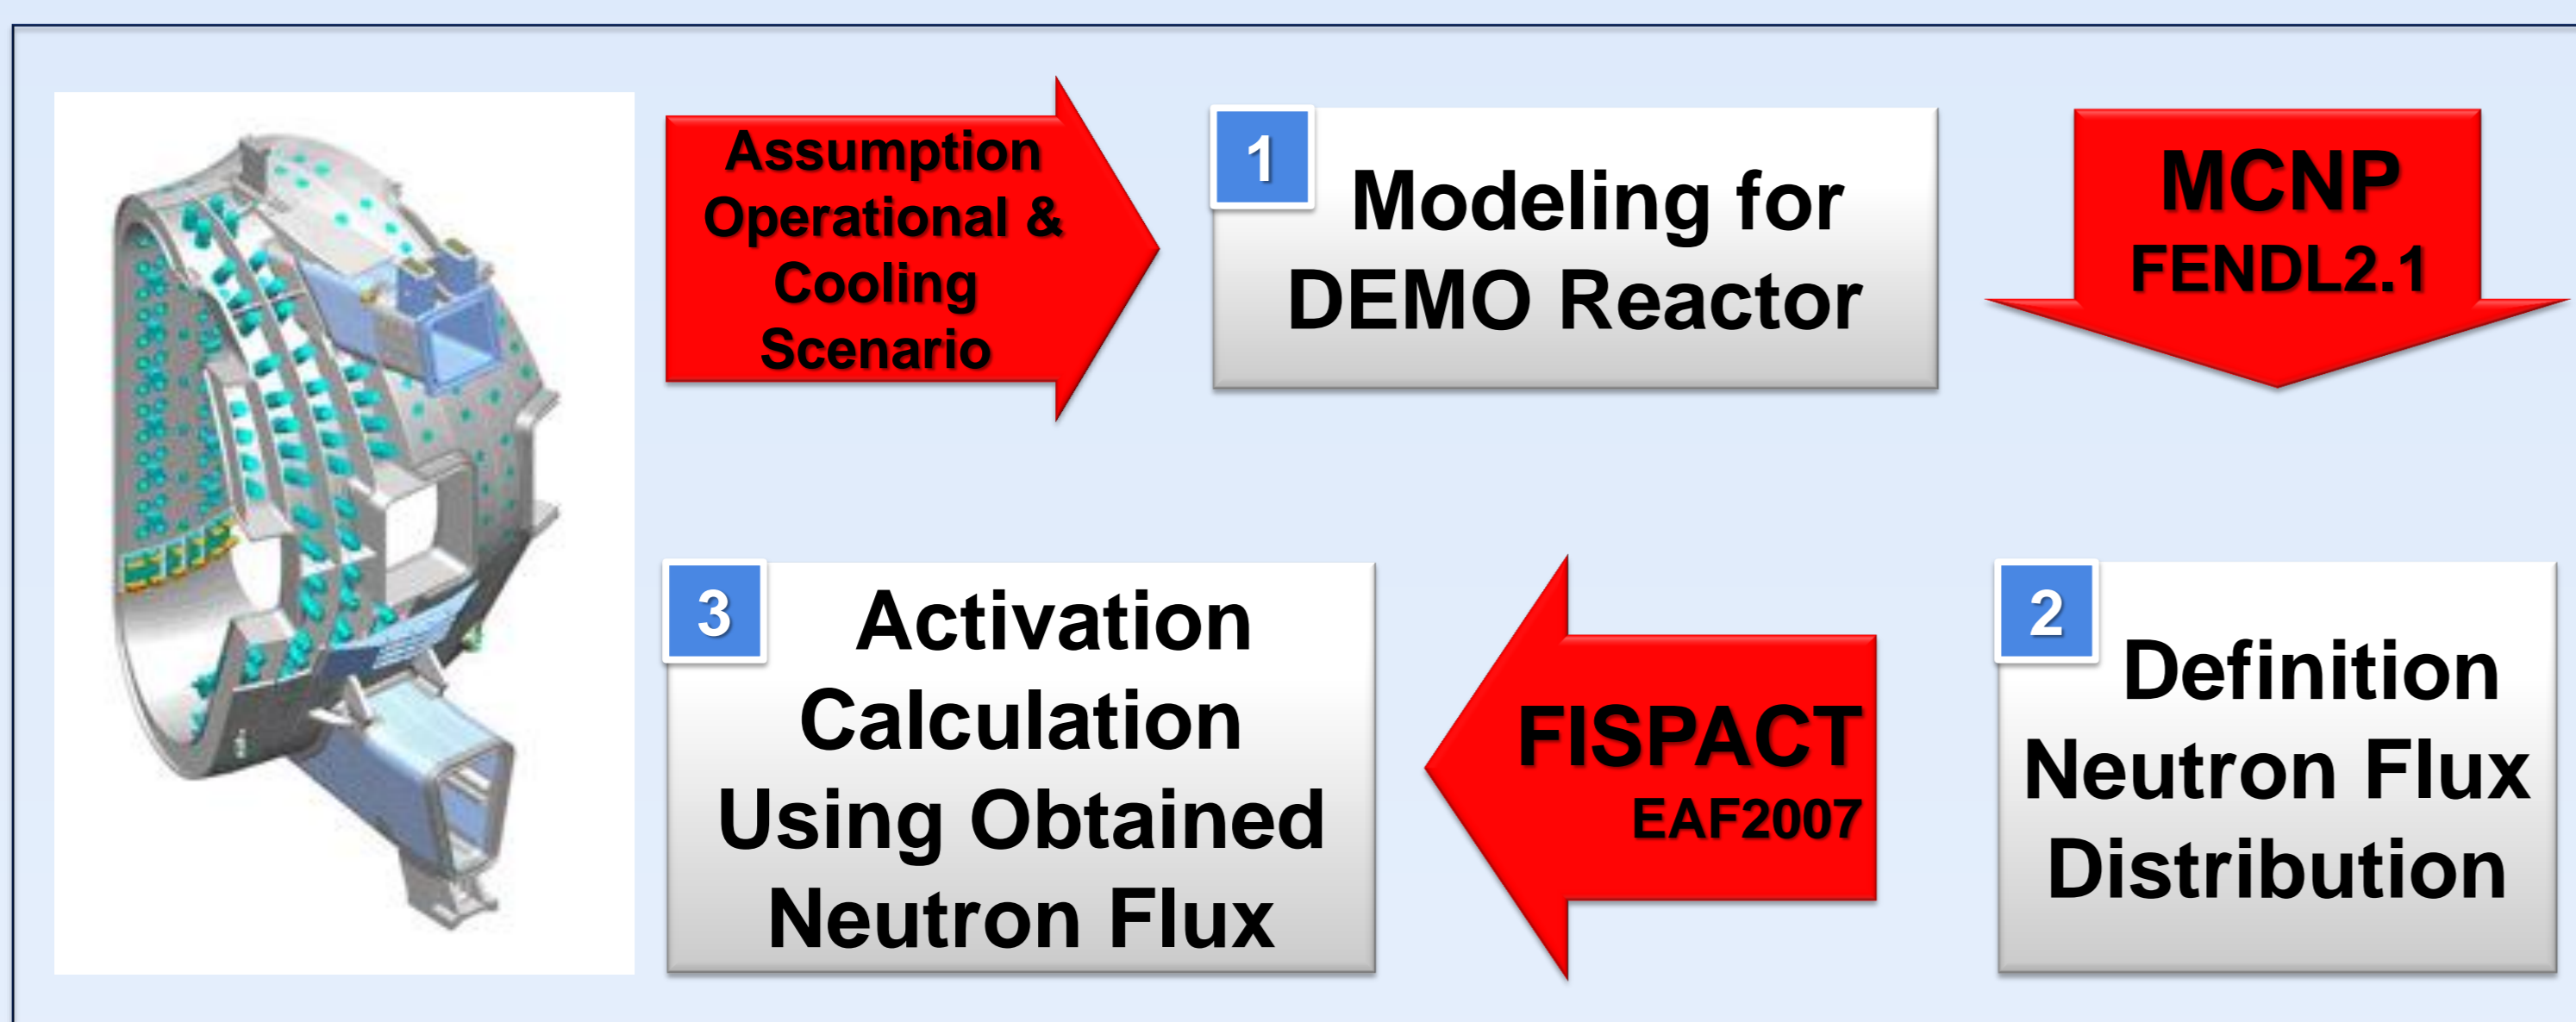 Assumption
Operational &
Cooling
Scenario
1
Modeling for
DEMO Reactor
MCNP
FENDL2.1
2
Definition
Neutron Flux
Distribution
FISPACT
EAF2007
3
Activation
Calculation
Using Obtained
Neutron Flux